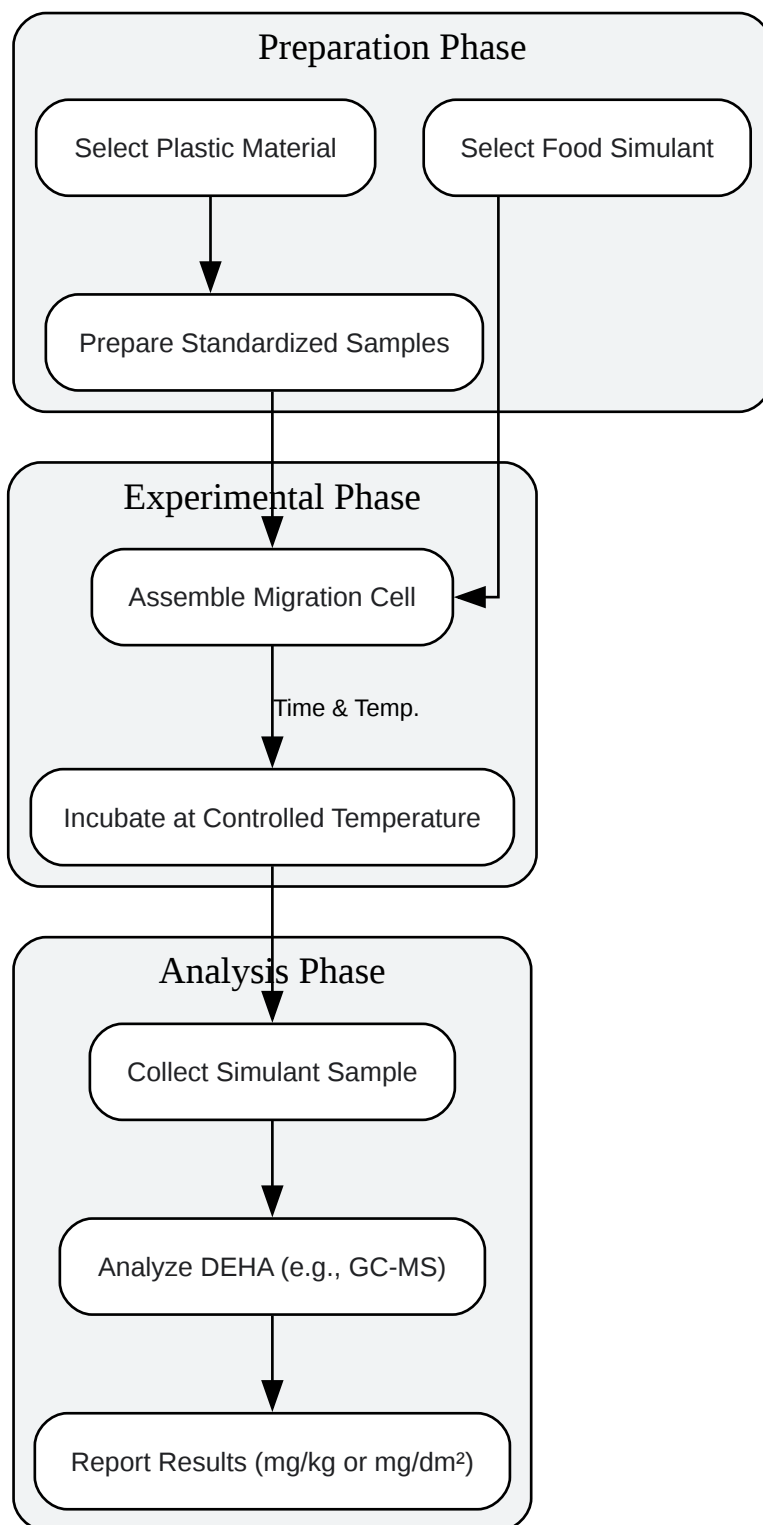 Preparation Phase
Select Plastic Material
Select Food Simulant
Prepare Standardized Samples
Experimental Phase
Assemble Migration Cell
Time & Temp.
Incubate at Controlled Temperature
Analysis Phase
Collect Simulant Sample
Analyze DEHA (e.g., GC-MS)
Report Results (mg/kg or mg/dm²)